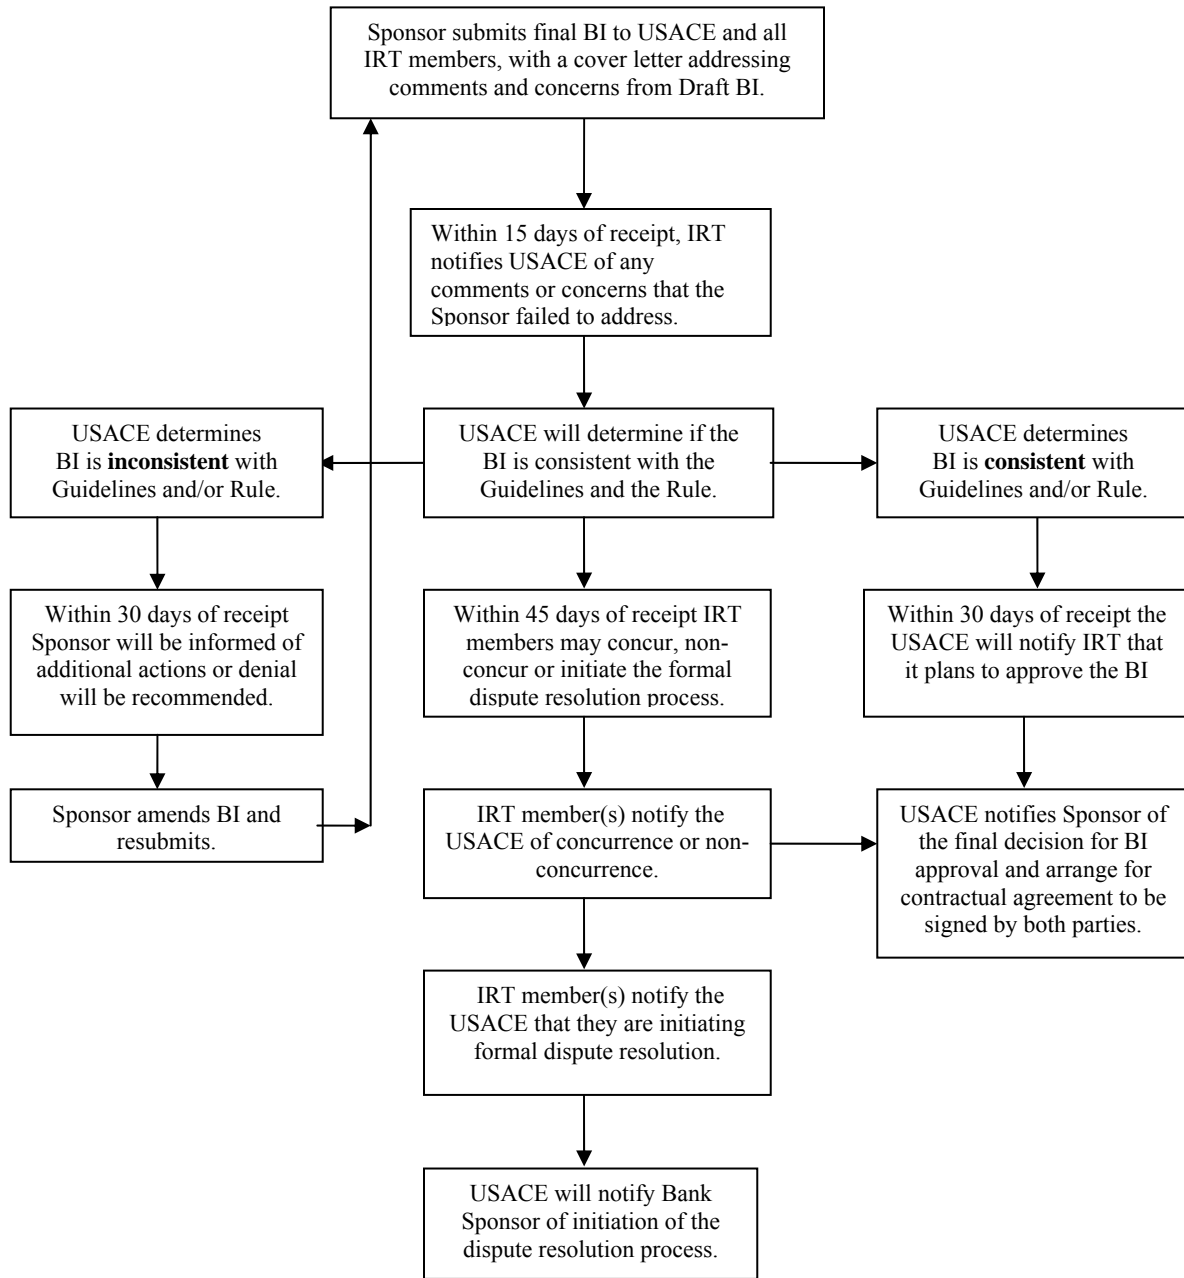 Sponsor submits final BI to USACE and all
IRT members, with a cover letter addressing
comments and concerns from Draft BI.
Within 15 days of receipt, IRT
notifies USACE of any
comments or concerns that the
Sponsor failed to address.
USACE determines
BI is inconsistent with
Guidelines and/or Rule.
USACE will determine if the
BI is consistent with the
Guidelines and the Rule.
USACE determines
BI is consistent with
Guidelines and/or Rule.
Within 30 days of receipt
Sponsor will be informed of
additional actions or denial
will be recommended.
Within 45 days of receipt IRT
members may concur, non-
concur or initiate the formal
dispute resolution process.
Within 30 days of receipt the
USACE will notify IRT that
it plans to approve the BI
Sponsor amends BI and
resubmits.
IRT member(s) notify the
USACE of concurrence or non-
concurrence.
USACE notifies Sponsor of
the final decision for BI
approval and arrange for
contractual agreement to be
signed by both parties.
IRT member(s) notify the
USACE that they are initiating
formal dispute resolution.
USACE will notify Bank
Sponsor of initiation of the
dispute resolution process.